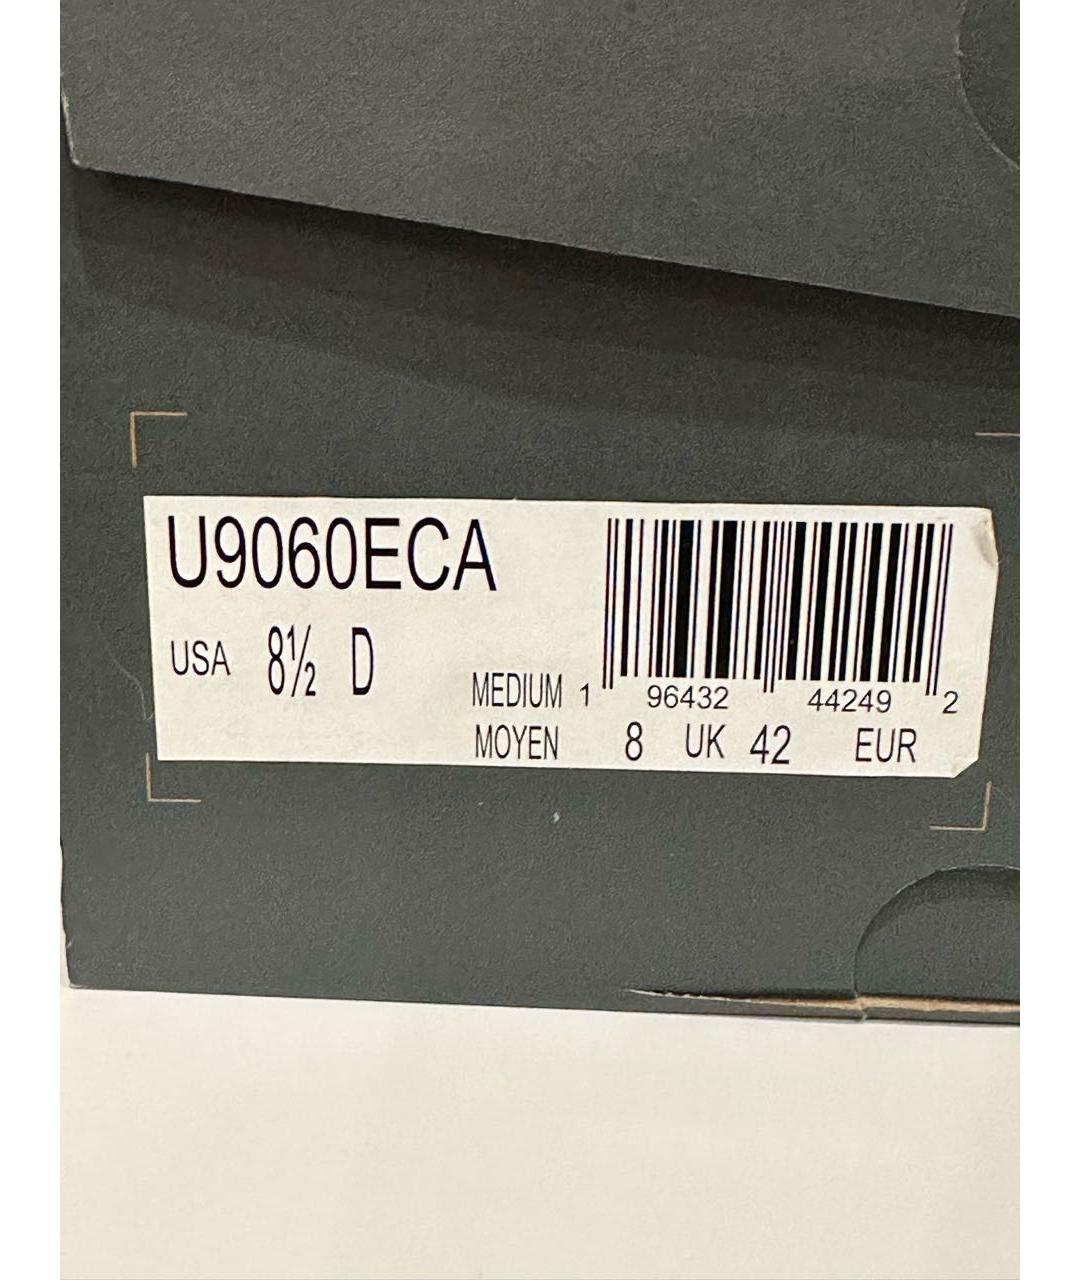 U9060ECA
USA 8½ D
MEDIUM 1 96432 44249 2
MOYEN 8 UK 42 EUR